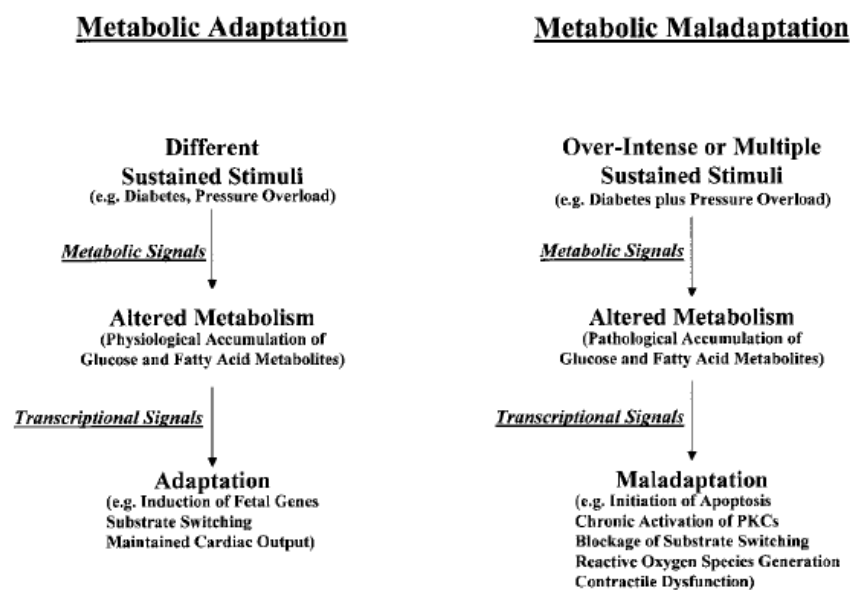 Metabolic Adaptation
Different
Sustained Stimuli
(e.g. Diabetes, Pressure Overload)
Metabolic Signals
Altered Metabolism
(Physiological Accumulation of
Glucose and Fatty Acid Metabolites)
Transcriptional Signals
Adaptation
(e.g. Induction of Fetal Genes
Substrate Switching
Maintained Cardiac Output)
Metabolic Maladaptation
Over-Intense or Multiple
Sustained Stimuli
(e.g. Diabetes plus Pressure Overload)
Metabolic Signals
Altered Metabolism
(Pathological Accumulation of
Glucose and Fatty Acid Metabolites)
Transcriptional Signals
Maladaptation
(e.g. Initiation of Apoptosis
Chronic Activation of PKCs
Blockage of Substrate Switching
Reactive Oxygen Species Generation
Contractile Dysfunction)